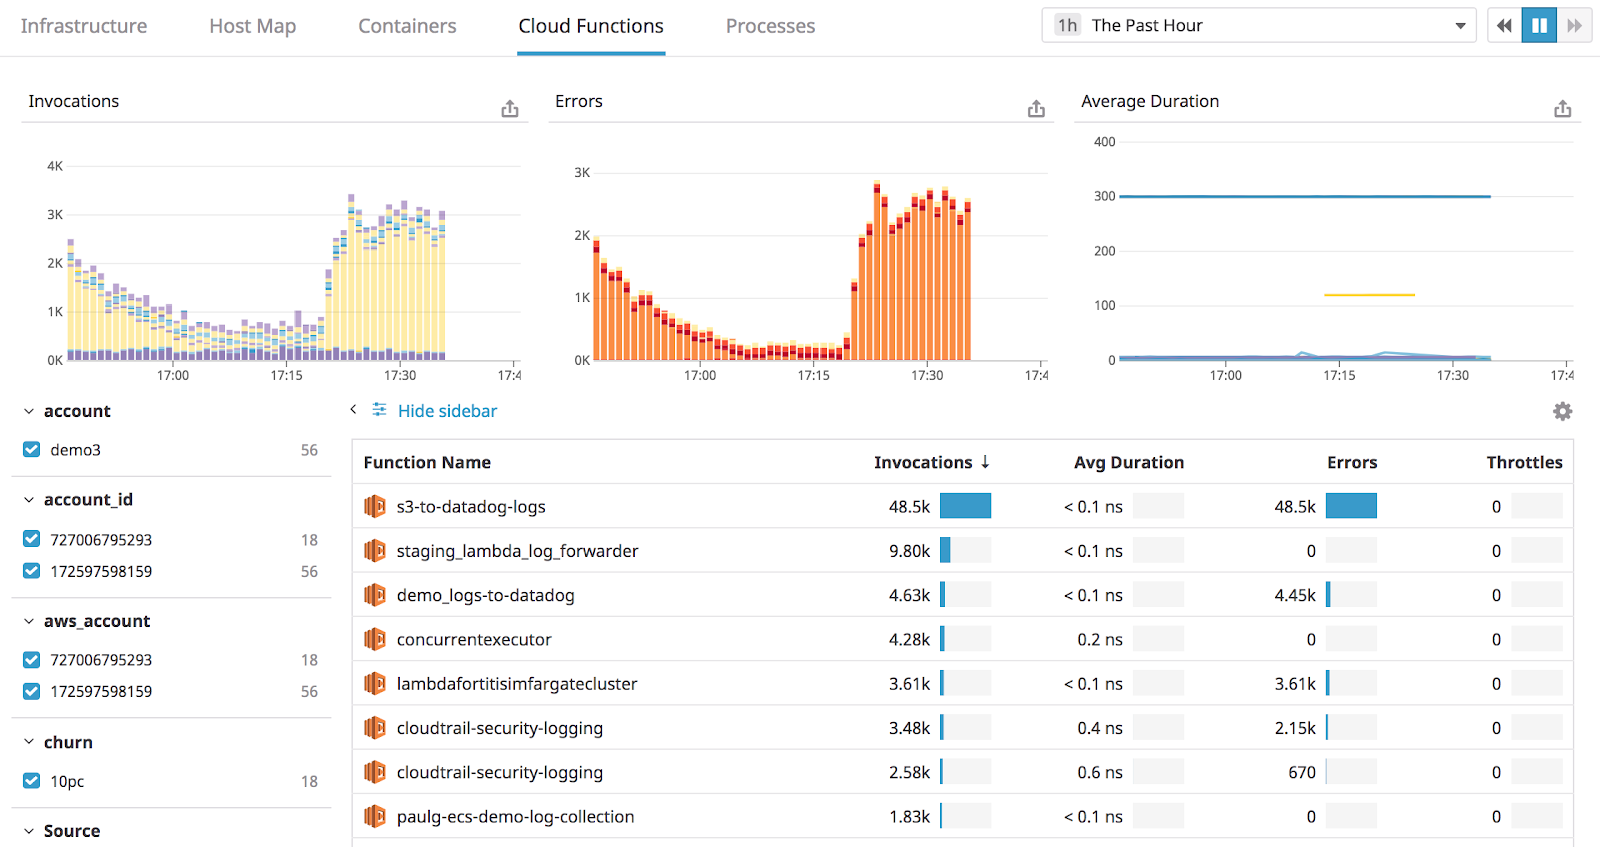 Infrastructure Host Map Containers Cloud Functions Processes 1h The Past Hour
Invocations Errors Average Duration
4K
3K
2K
1K
0K
17:00 17:15 17:30 17:4
3K
2K
1K
0K
17:00 17:15 17:30 17:4
400
300
200
100
0
17:00 17:15 17:30 17:4
account
demo3 56
account_id
727006795293 18
172597598159 56
aws_account
727006795293 18
172597598159 56
churn
10pc 18
Source
Hide sidebar
Function Name Invocations ↓ Avg Duration Errors Throttles
s3-to-datadog-logs 48.5k < 0.1 ns 48.5k 0
staging_lambda_log_forwarder 9.80k < 0.1 ns 0 0
demo_logs-to-datadog 4.63k < 0.1 ns 4.45k 0
concurrentexecutor 4.28k 0.2 ns 0 0
lambdafortitisimfargatecluster 3.61k < 0.1 ns 3.61k 0
cloudtrail-security-logging 3.48k 0.4 ns 2.15k 0
cloudtrail-security-logging 2.58k 0.6 ns 670 0
paulg-ecs-demo-log-collection 1.83k < 0.1 ns 0 0